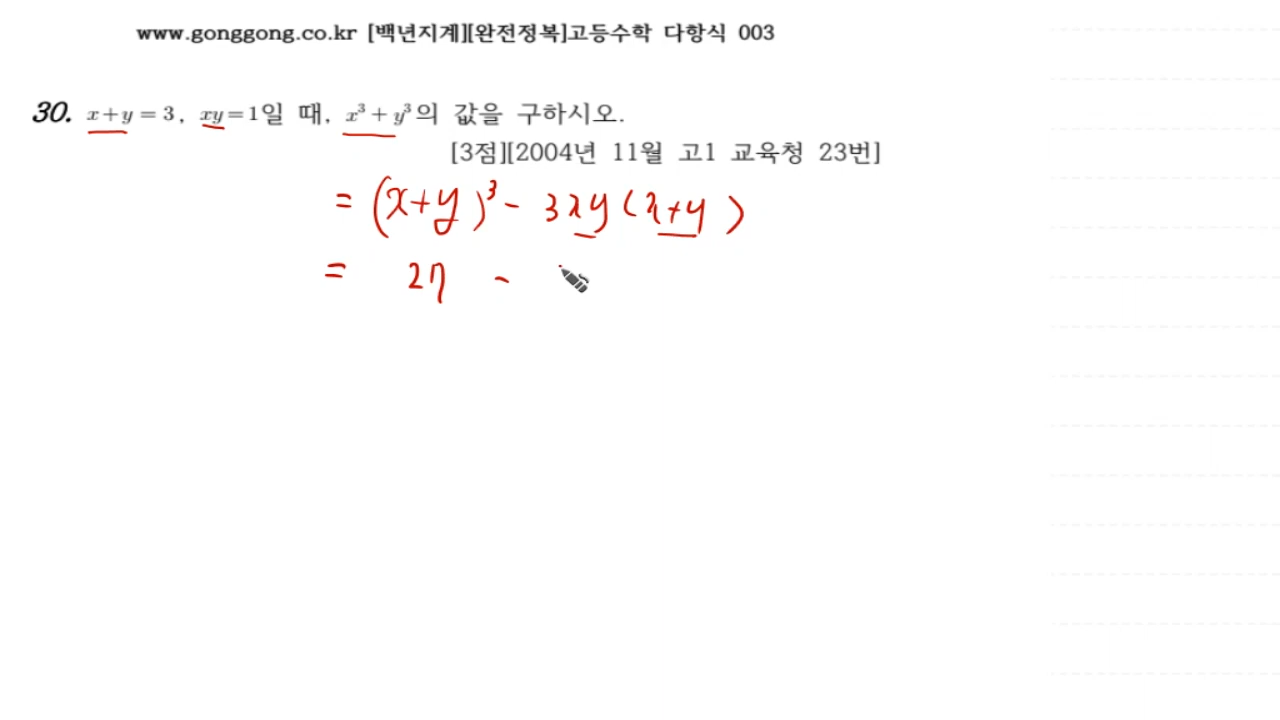 www.gonggong.co.kr [백년지계][완전정복]고등수학 다항식 003
30. x+y=3, xy=1일 때, x³+y³의 값을 구하시오.
[3점][2004년 11월 고1 교육청 23번]
= (x+y)³ - 3xy(x+y)
= 27 -